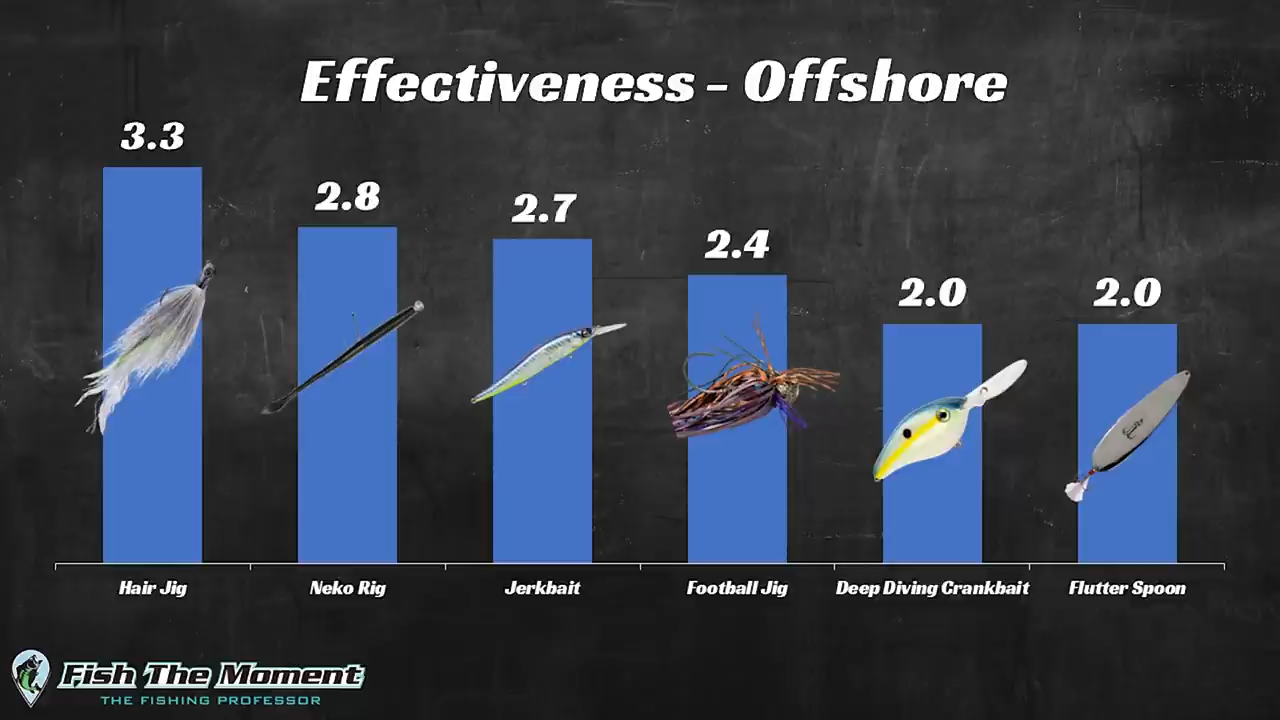 Effectiveness - Offshore
3.3
2.8
2.7
2.4
2.0
2.0
Hair Jig
Neko Rig
Jerkbait
Football Jig
Deep Diving Crankbait
Flutter Spoon
Fish The Moment
THE FISHING PROFESSOR